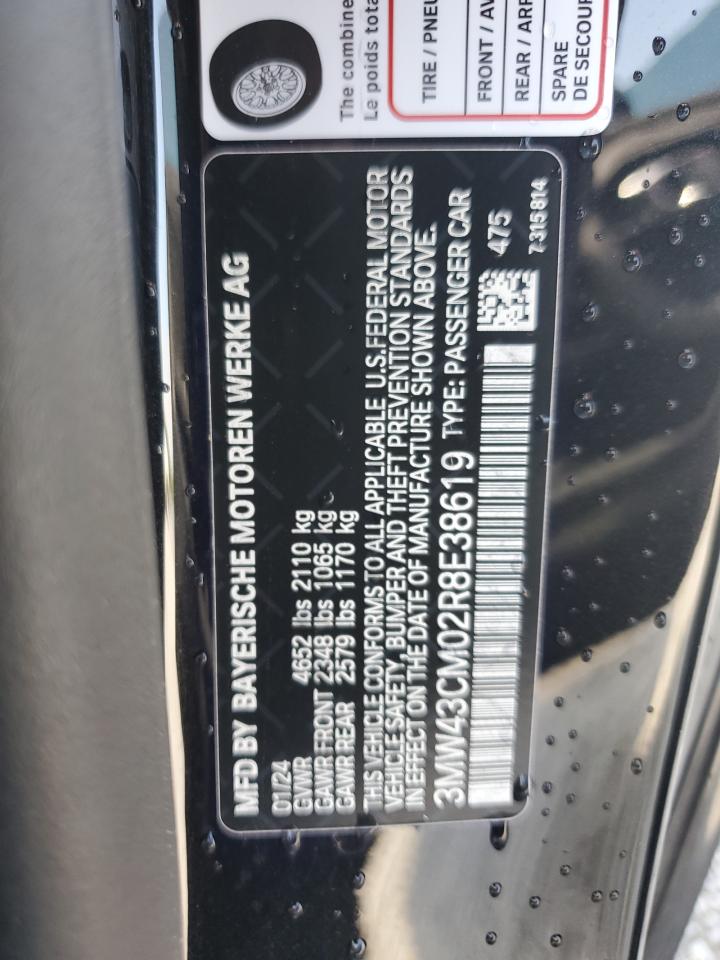 The combine
Le poids tota
TIRE / PNEU
FRONT / AV
REAR / ARR
SPARE
DE SECOUR
MFD BY BAYERISCHE MOTOREN WERKE AG
01/24
GVWR 4652 lbs 2110 kg
GAWR FRONT 2348 lbs 1065 kg
GAWR REAR 2579 lbs 1170 kg
THIS VEHICLE CONFORMS TO ALL APPLICABLE U.S.FEDERAL MOTOR
VEHICLE SAFETY, BUMPER AND THEFT PREVENTION STANDARDS
IN EFFECT ON THE DATE OF MANUFACTURE SHOWN ABOVE.
3MW43CM02R8E38619 TYPE: PASSENGER CAR
475
7 315 814